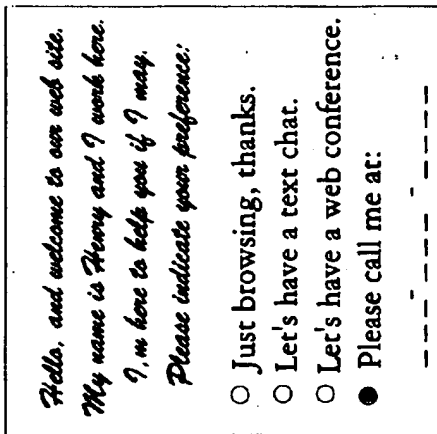 Hello, and welcome to our web site.
My name is Henry and I work here.
I,m here to help you if I may.
Please indicate your preference:
○ Just browsing, thanks.
○ Let's have a text chat.
○ Let's have a web conference.
● Please call me at:
_ _ _ - _ _ _ - _ _ _ _